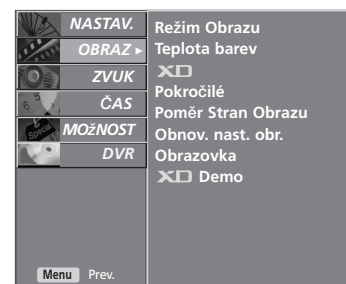 NASTAV.
OBRAZ ▸
ZVUK
ČAS
MOžNOST
DVR
Režim Obrazu
Teplota barev
XD
Pokročilé
Poměr Stran Obrazu
Obnov. nast. obr.
Obrazovka
XD Demo
Special
Menu Prev.